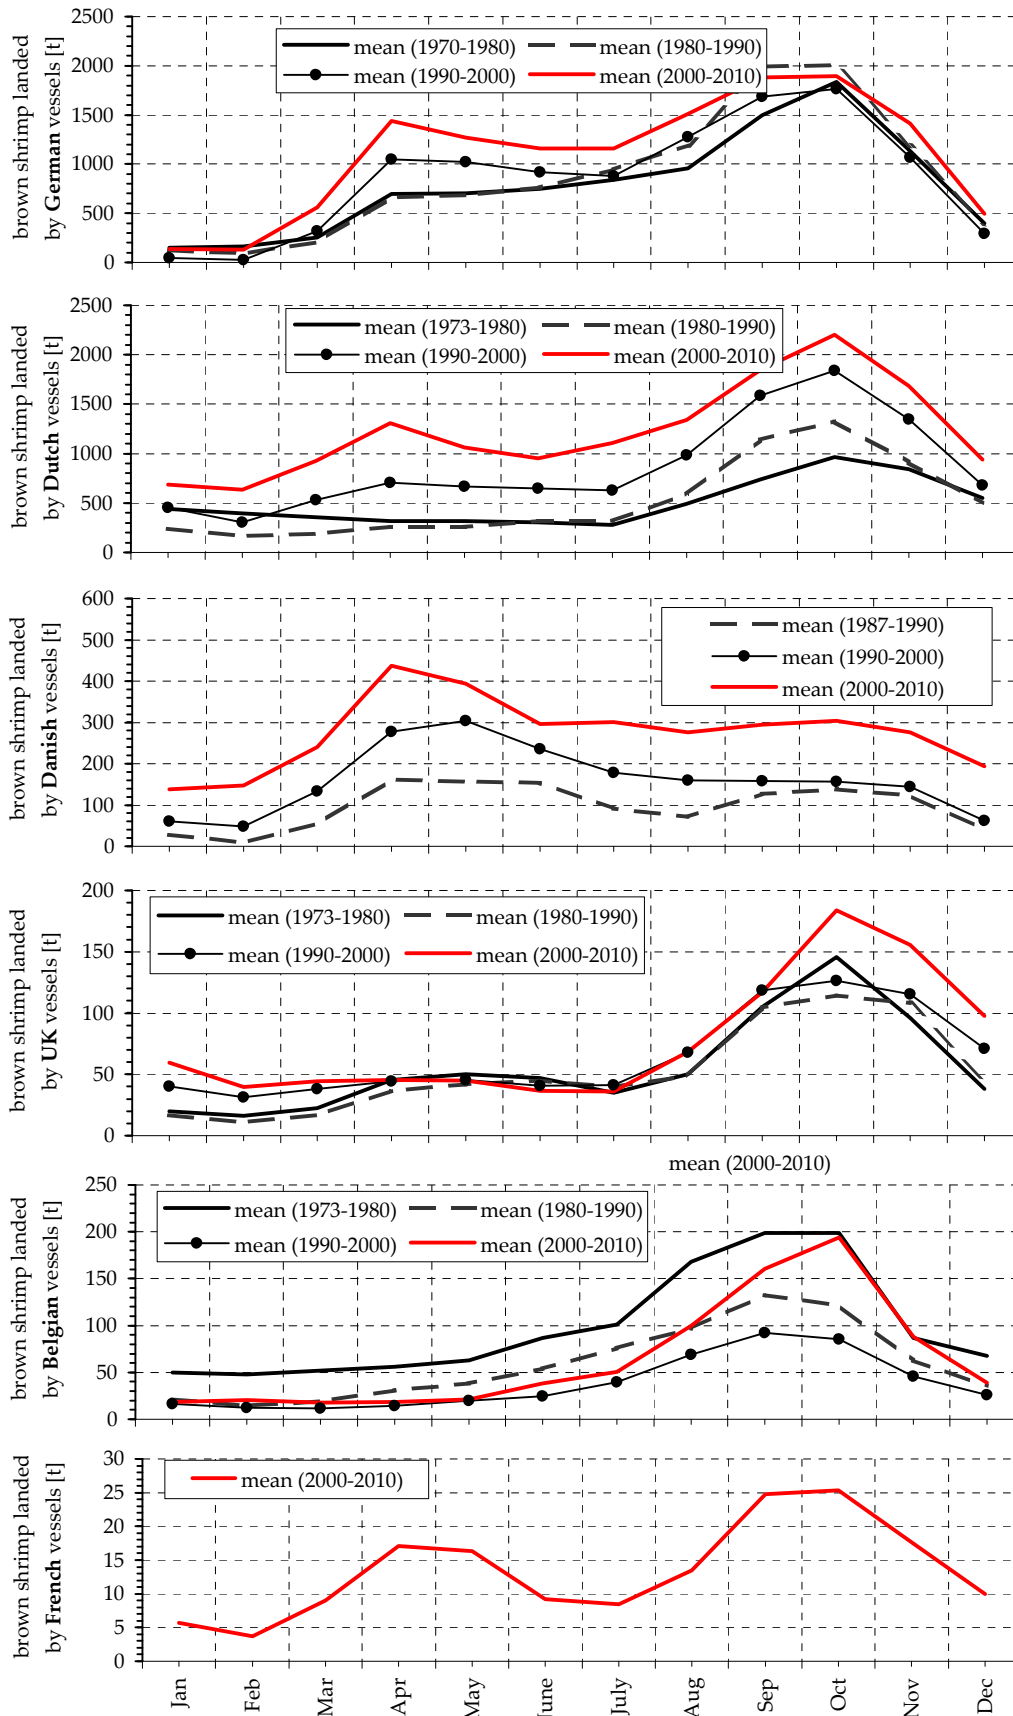 brown shrimp landed
by German vessels [t]
2500
2000
1500
1000
500
0
mean (1970-1980)
mean (1980-1990)
mean (1990-2000)
mean (2000-2010)
brown shrimp landed
by Dutch vessels [t]
2500
2000
1500
1000
500
0
mean (1973-1980)
mean (1980-1990)
mean (1990-2000)
mean (2000-2010)
brown shrimp landed
by Danish vessels [t]
600
500
400
300
200
100
0
mean (1987-1990)
mean (1990-2000)
mean (2000-2010)
brown shrimp landed
by UK vessels [t]
200
150
100
50
0
mean (1973-1980)
mean (1980-1990)
mean (1990-2000)
mean (2000-2010)
mean (2000-2010)
brown shrimp landed
by Belgian vessels [t]
250
200
150
100
50
0
mean (1973-1980)
mean (1980-1990)
mean (1990-2000)
mean (2000-2010)
brown shrimp landed
by French vessels [t]
30
25
20
15
10
5
0
mean (2000-2010)
Jan
Feb
Mar
Apr
May
June
July
Aug
Sep
Oct
Nov
Dec